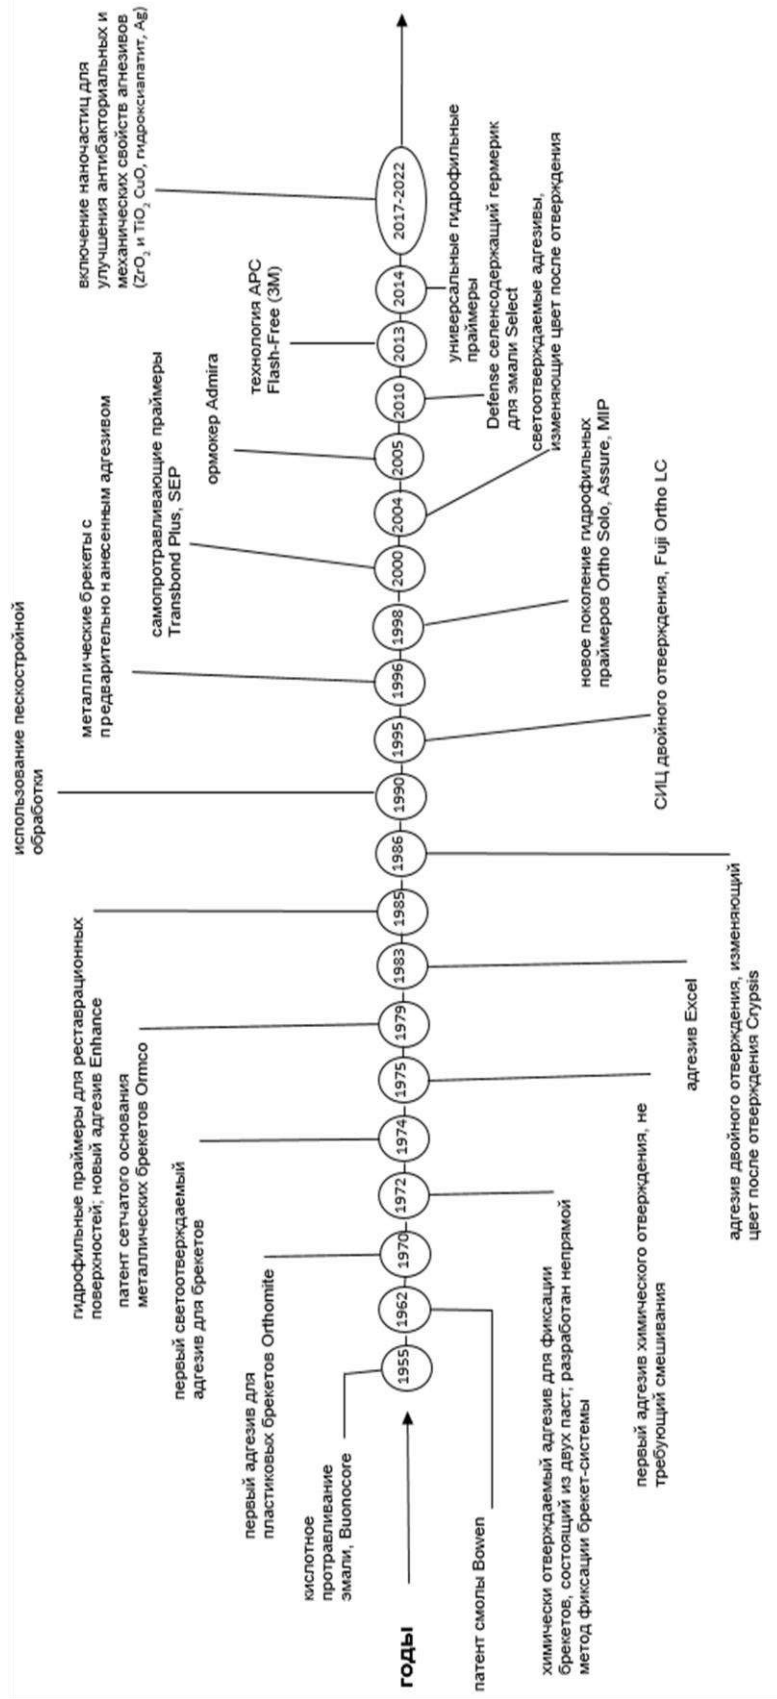 годы
кислотное
протравливание
эмали, Buonocore
1955
патент смолы Bowen
1962
первый адгезив для
пластиковых брекетов Orthomite
1970
химически отверждаемый адгезив для фиксации
брекетов, состоящий из двух паст; разработан непрямой
метод фиксации брекет-системы
1972
первый светоотверждаемый
адгезив для брекетов
1974
первый адгезив химического отверждения, не
требующий смешивания
1975
патент сетчатого основания
металлических брекетов Ormco
1979
адгезив Excel
1983
гидрофильные праймеры для реставрационных
поверхностей; новый адгезив Enhance
1985
адгезив двойного отверждения, изменяющий
цвет после отверждения Crypsis
1986
использование пескостройной
обработки
1990
СИЦ двойного отверждения, Fuji Ortho LC
1995
металлические брекеты с
предварительно нанесенным адгезивом
1996
новое поколение гидрофильных
праймеров Ortho Solo, Assure, MIP
1998
самопротравливающие праймеры
Transbond Plus, SEP
2000
светоотверждаемые адгезивы,
изменяющие цвет после отверждения
2004
ормокер Admira
2005
Defense селенсодержащий гермерик
для эмали Select
2010
технология APC
Flash-Free (3M)
2013
универсальные гидрофильные
праймеры
2014
включение наночастиц для
улучшения антибакториальных и
механических свойств агнезивов
(ZrO₂ и TiO₂ CuO, гидроксиапатит, Ag)
2017-2022